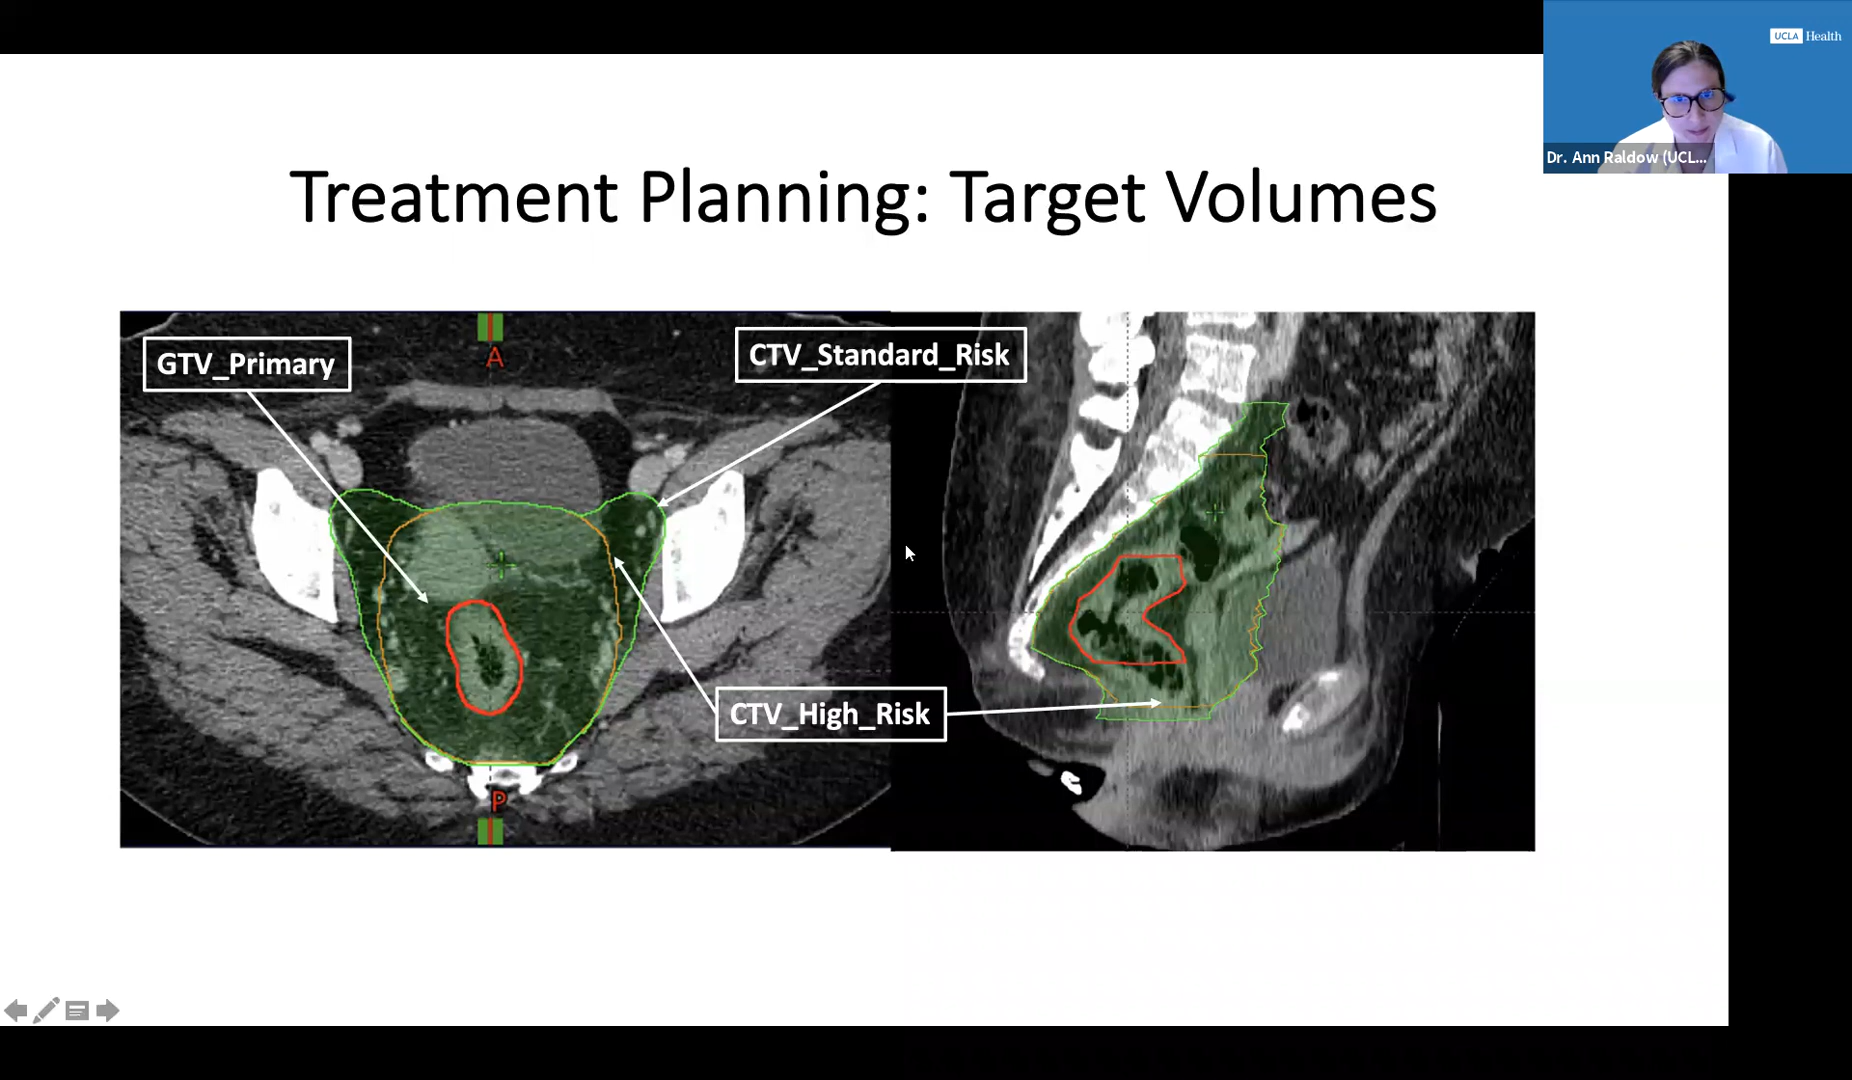 UCLA Health
Dr. Ann Raldow (UCL...
Treatment Planning: Target Volumes
GTV_Primary
A
CTV_Standard_Risk
CTV_High_Risk
P